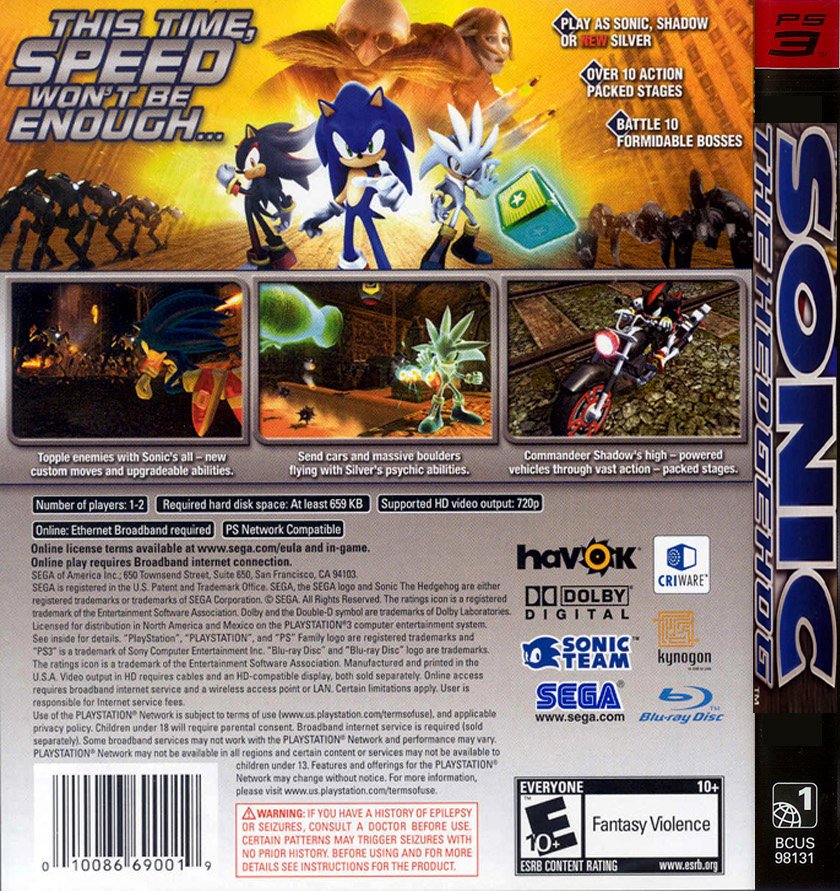 THIS TIME,
SPEED
WON'T BE
ENOUGH...
PLAY AS SONIC, SHADOW
OR NEW SILVER
OVER 10 ACTION
PACKED STAGES
BATTLE 10
FORMIDABLE BOSSES
Topple enemies with Sonic's all – new
custom moves and upgradeable abilities.
Send cars and massive boulders
flying with Silver's psychic abilities.
Commandeer Shadow's high – powered
vehicles through vast action – packed stages.
Number of players: 1-2
Required hard disk space: At least 659 KB
Supported HD video output: 720p
Online: Ethernet Broadband required
PS Network Compatible
Online license terms available at www.sega.com/eula and in-game.
Online play requires Broadband internet connection.
SEGA of America Inc.; 650 Townsend Street, Suite 650, San Francisco, CA 94103.
SEGA is registered in the U.S. Patent and Trademark Office. SEGA, the SEGA logo and Sonic The Hedgehog are either
registered trademarks or trademarks of SEGA Corporation. © SEGA. All Rights Reserved. The ratings icon is a registered
trademark of the Entertainment Software Association. Dolby and the Double-D symbol are trademarks of Dolby Laboratories.
Licensed for distribution in North America and Mexico on the PLAYSTATION®3 computer entertainment system.
See inside for details. "PlayStation", "PLAYSTATION", and "PS" Family logo are registered trademarks and
"PS3" is a trademark of Sony Computer Entertainment Inc. "Blu-ray Disc" and "Blu-ray Disc" logo are trademarks.
The ratings icon is a trademark of the Entertainment Software Association. Manufactured and printed in the
U.S.A. Video output in HD requires cables and an HD-compatible display, both sold separately. Online access
requires broadband internet service and a wireless access point or LAN. Certain limitations apply. User is
responsible for Internet service fees.
Use of the PLAYSTATION® Network is subject to terms of use (www.us.playstation.com/termsofuse), and applicable
privacy policy. Children under 18 will require parental consent. Broadband internet service is required (sold
separately). Some broadband services may not work with the PLAYSTATION® Network and performance may vary.
PLAYSTATION® Network may not be available in all regions and certain content or services may not be available to
children under 13. Features and offerings for the PLAYSTATION®
Network may change without notice. For more information,
please visit www.us.playstation.com/termsofuse.
havok
CRIWARE™
DOLBY
DIGITAL
SONIC
TEAM™
kynogon
SEGA®
www.sega.com
Blu-ray Disc™
0 10086 69001 9
WARNING: IF YOU HAVE A HISTORY OF EPILEPSY
OR SEIZURES, CONSULT A DOCTOR BEFORE USE.
CERTAIN PATTERNS MAY TRIGGER SEIZURES WITH
NO PRIOR HISTORY. BEFORE USING AND FOR MORE
DETAILS SEE INSTRUCTIONS FOR THE PRODUCT.
EVERYONE 10+
E
10+
Fantasy Violence
ESRB CONTENT RATING www.esrb.org
PS3
SONIC
THE HEDGEHOG™
1
BCUS
98131